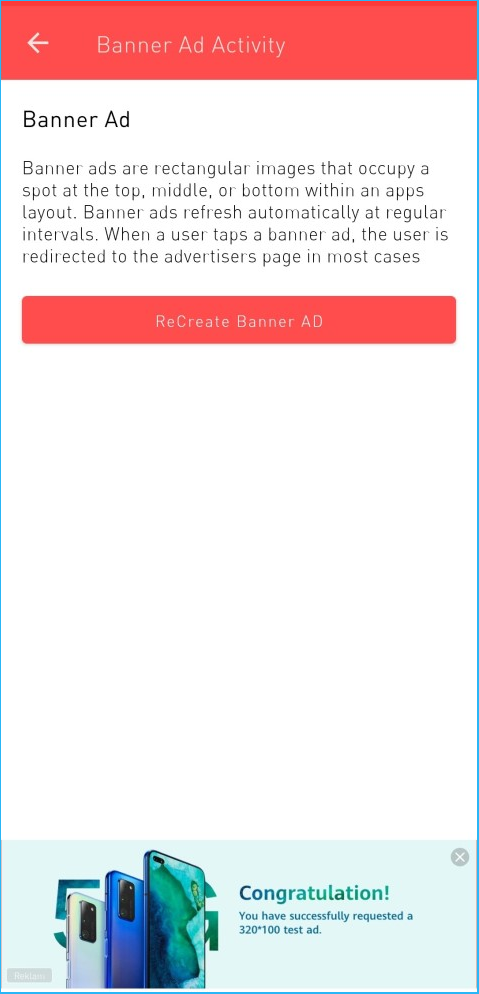 Banner Ad Activity
Banner Ad
Banner ads are rectangular images that occupy a
spot at the top, middle, or bottom within an apps
layout. Banner ads refresh automatically at regular
intervals. When a user taps a banner ad, the user is
redirected to the advertisers page in most cases
ReCreate Banner AD
5G
Congratulation!
You have successfully requested a
320*100 test ad.
Reklam